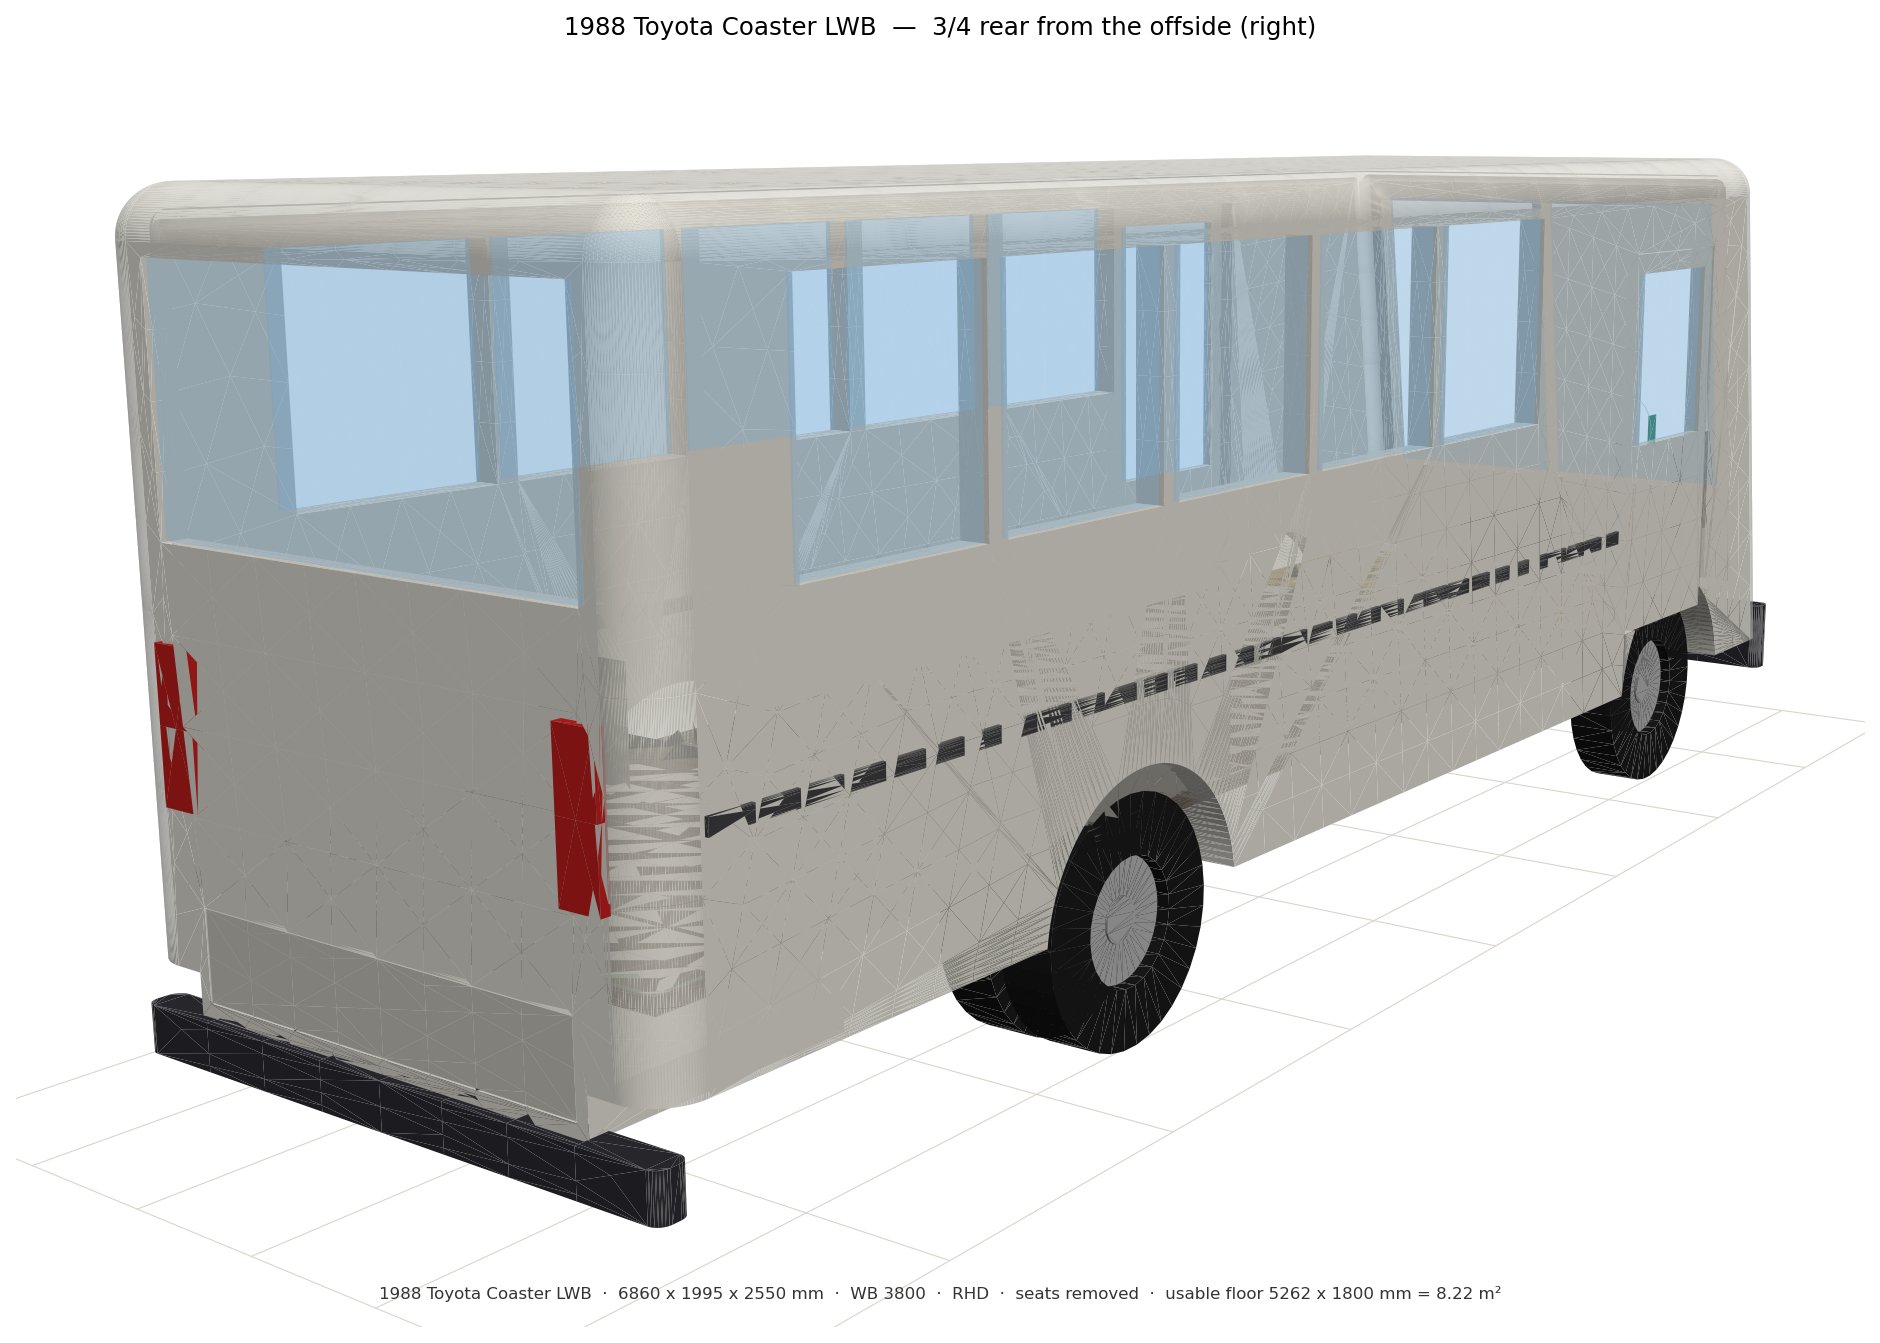 1988 Toyota Coaster LWB — 3/4 rear from the offside (right)
1988 Toyota Coaster LWB · 6860 x 1995 x 2550 mm · WB 3800 · RHD · seats removed · usable floor 5262 x 1800 mm = 8.22 m²